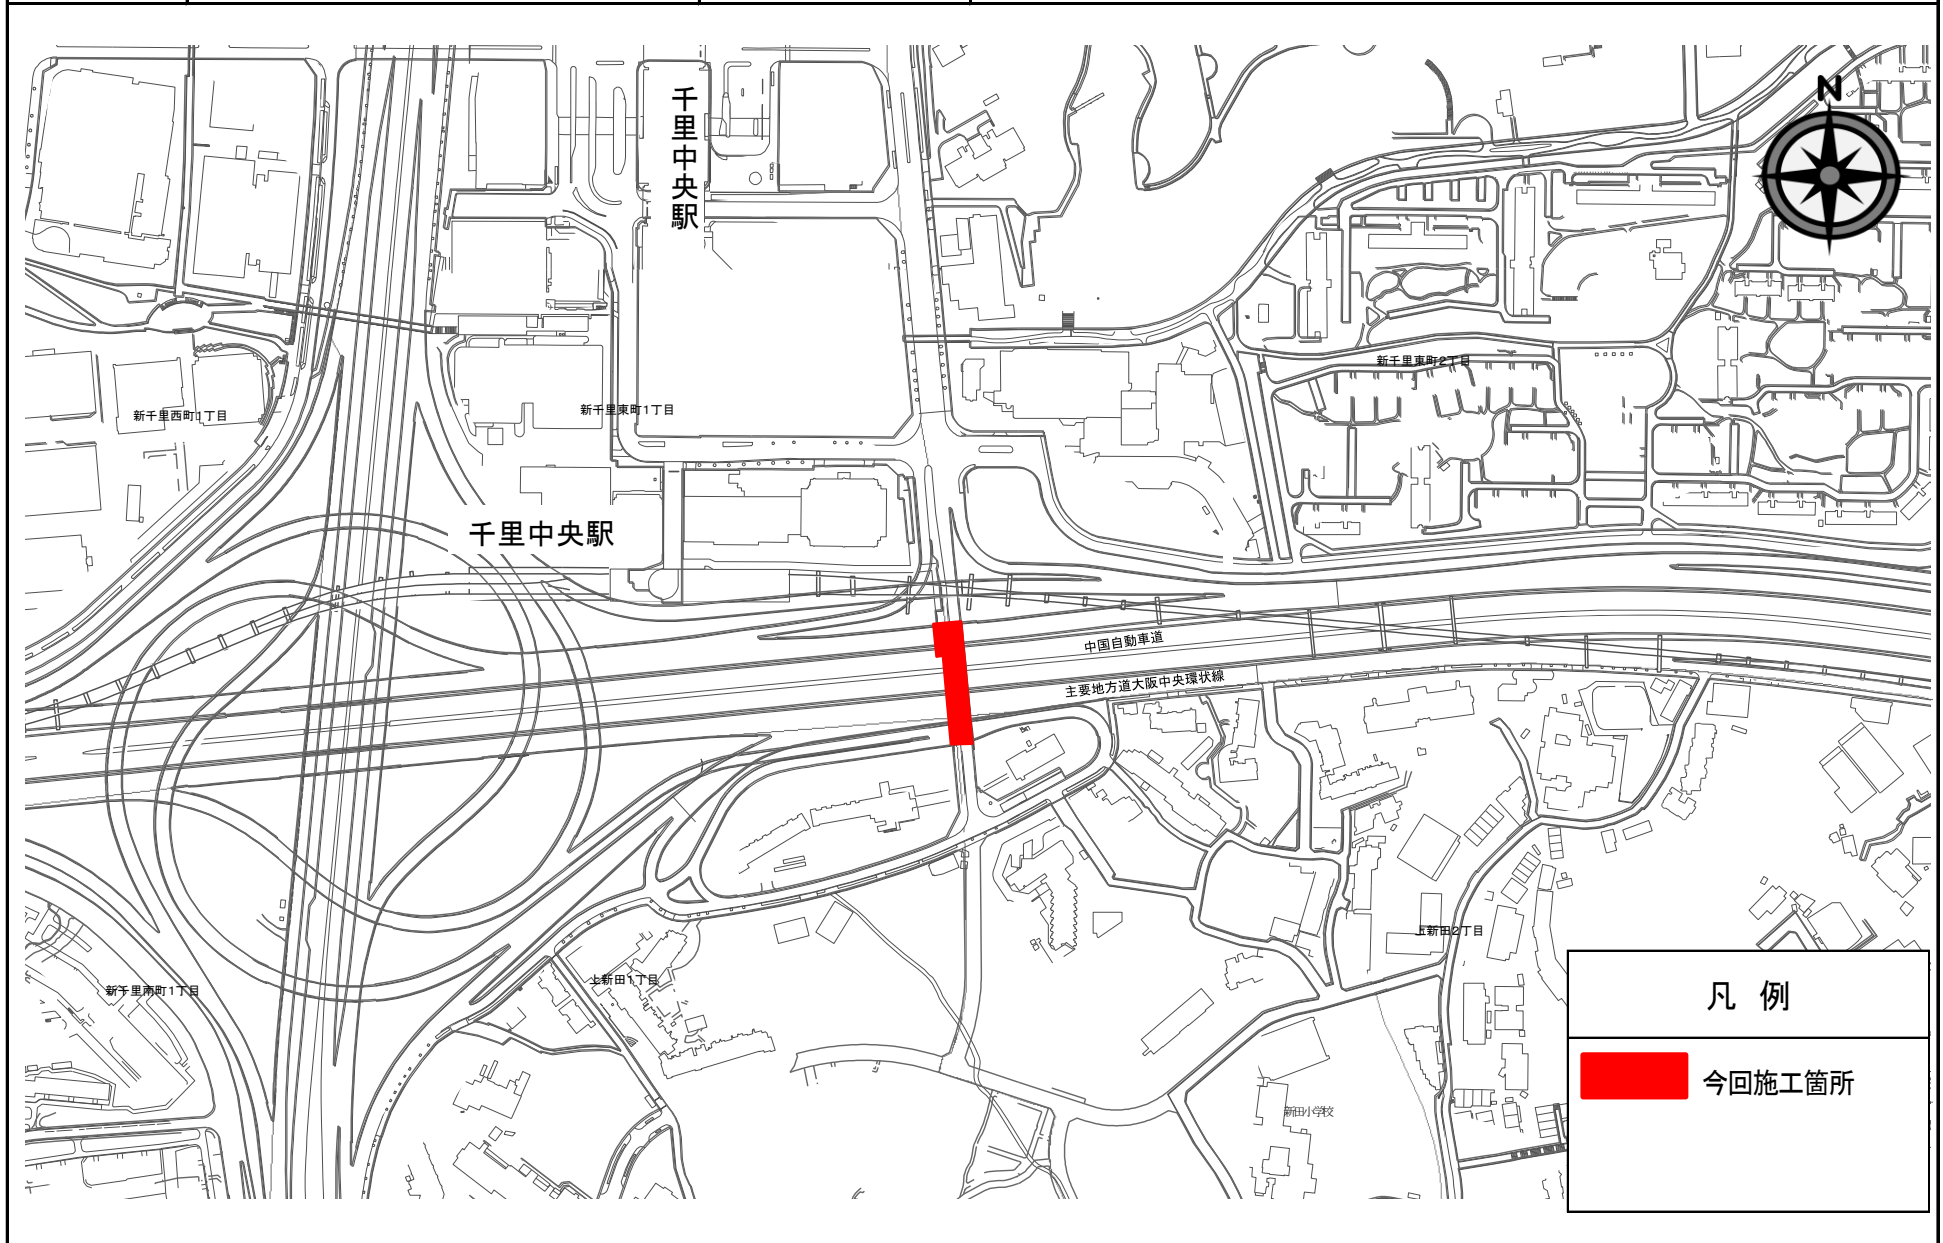 千里中央駅
N
新千里東町2丁目
新千里西町1丁目
新千里東町1丁目
千里中央駅
中国自動車道
主要地方道大阪中央環状線
上新田2丁目
上新田1丁目
新千里南町1丁目
凡 例
今回施工箇所
新田小学校